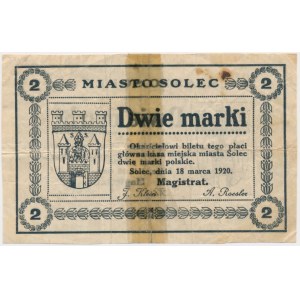 2 MIASTO SOLEC 2
Dwie marki
Okazicielowi biletu tego płaci
główna kasa miejska miasta Solec
dwie marki polskie.
Solec, dnia 18 marca 1920.
Magistrat.
A. Roesler
2 2